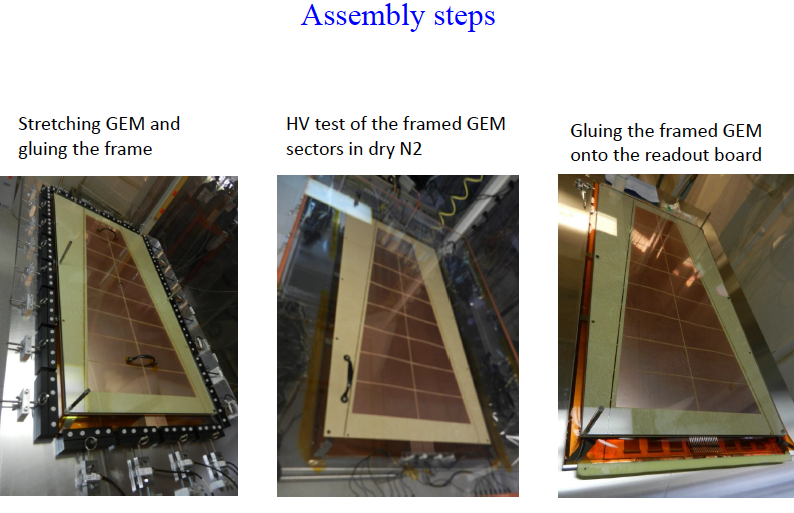 Assembly steps
Stretching GEM and
gluing the frame
HV test of the framed GEM
sectors in dry N2
Gluing the framed GEM
onto the readout board